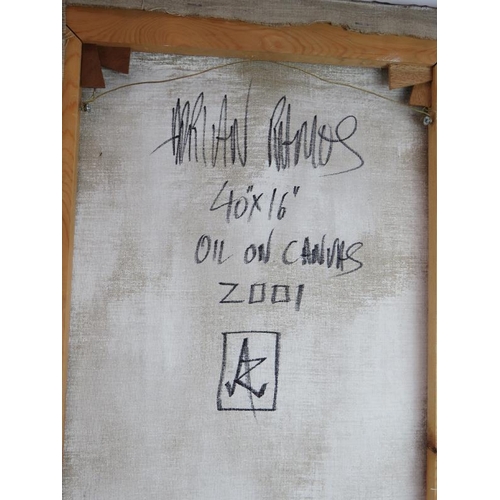 ADRIAN RAMOS
40"X16"
OIL ON CANVAS
2001